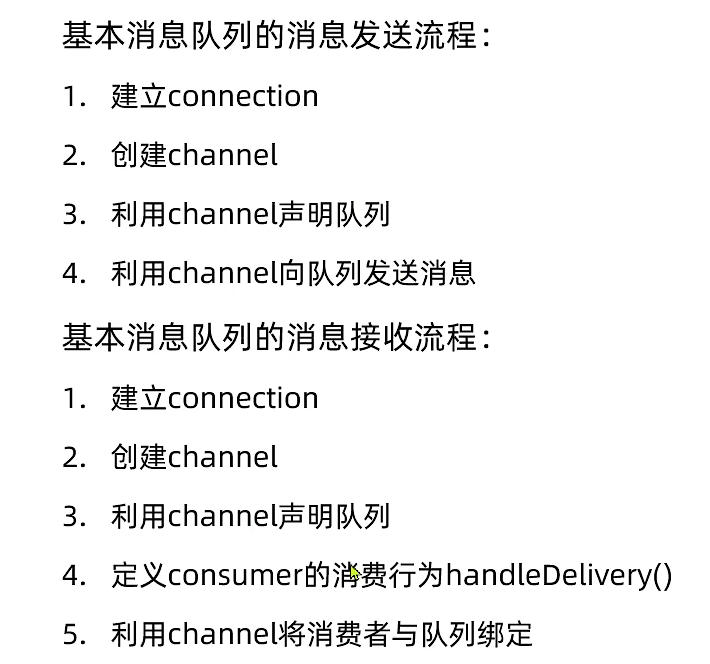 基本消息队列的消息发送流程：
1. 建立connection
2. 创建channel
3. 利用channel声明队列
4. 利用channel向队列发送消息
基本消息队列的消息接收流程：
1. 建立connection
2. 创建channel
3. 利用channel声明队列
4. 定义consumer的消费行为handleDelivery()
5. 利用channel将消费者与队列绑定